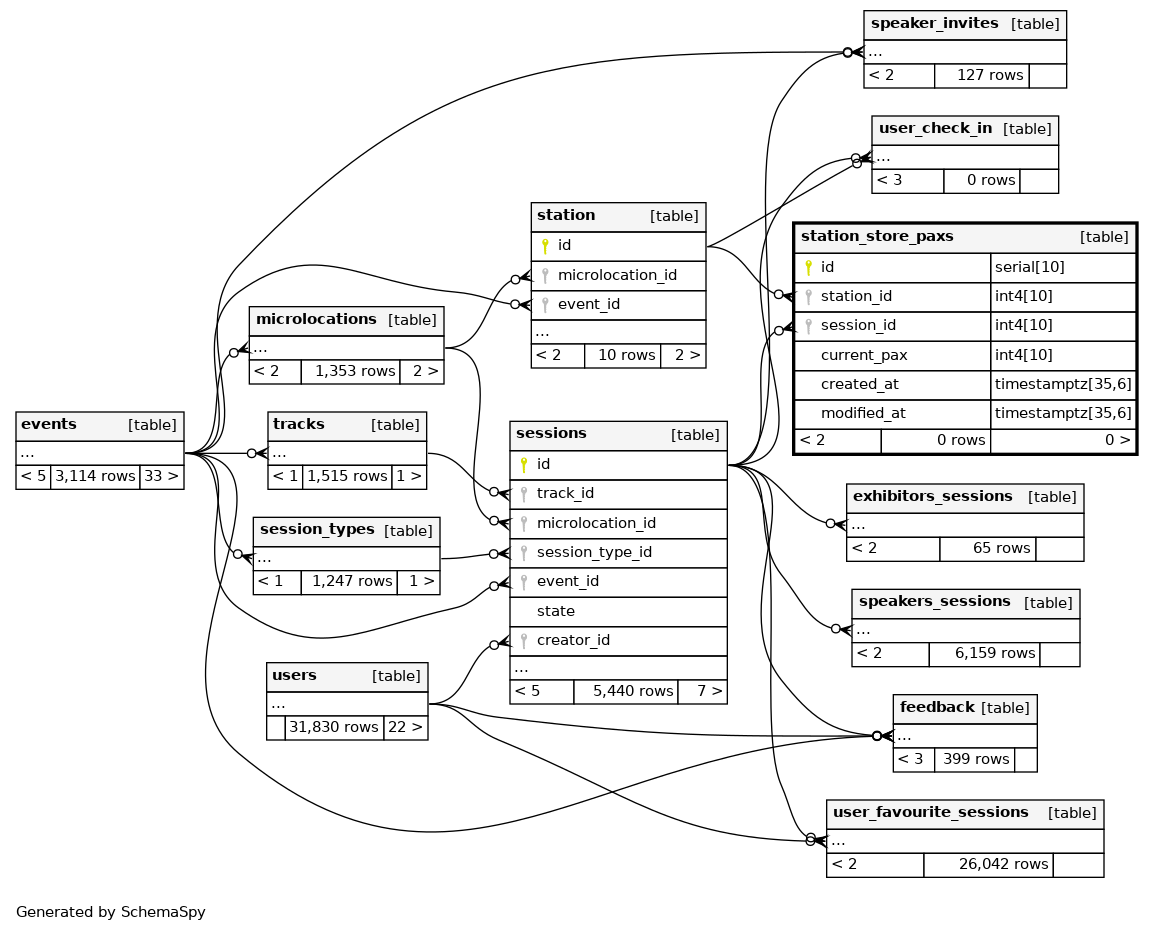 speaker_invites [table]
...
< 2 127 rows
user_check_in [table]
...
< 3 0 rows
station [table]
id
microlocation_id
event_id
...
< 2 10 rows 2 >
station_store_paxs [table]
id serial[10]
station_id int4[10]
session_id int4[10]
current_pax int4[10]
created_at timestamptz[35,6]
modified_at timestamptz[35,6]
< 2 0 rows 0 >
microlocations [table]
...
< 2 1,353 rows 2 >
events [table]
...
< 5 3,114 rows 33 >
tracks [table]
...
< 1 1,515 rows 1 >
sessions [table]
id
track_id
microlocation_id
session_type_id
event_id
state
creator_id
...
< 5 5,440 rows 7 >
session_types [table]
...
< 1 1,247 rows 1 >
users [table]
...
31,830 rows 22 >
exhibitors_sessions [table]
...
< 2 65 rows
speakers_sessions [table]
...
< 2 6,159 rows
feedback [table]
...
< 3 399 rows
user_favourite_sessions [table]
...
< 2 26,042 rows
Generated by SchemaSpy